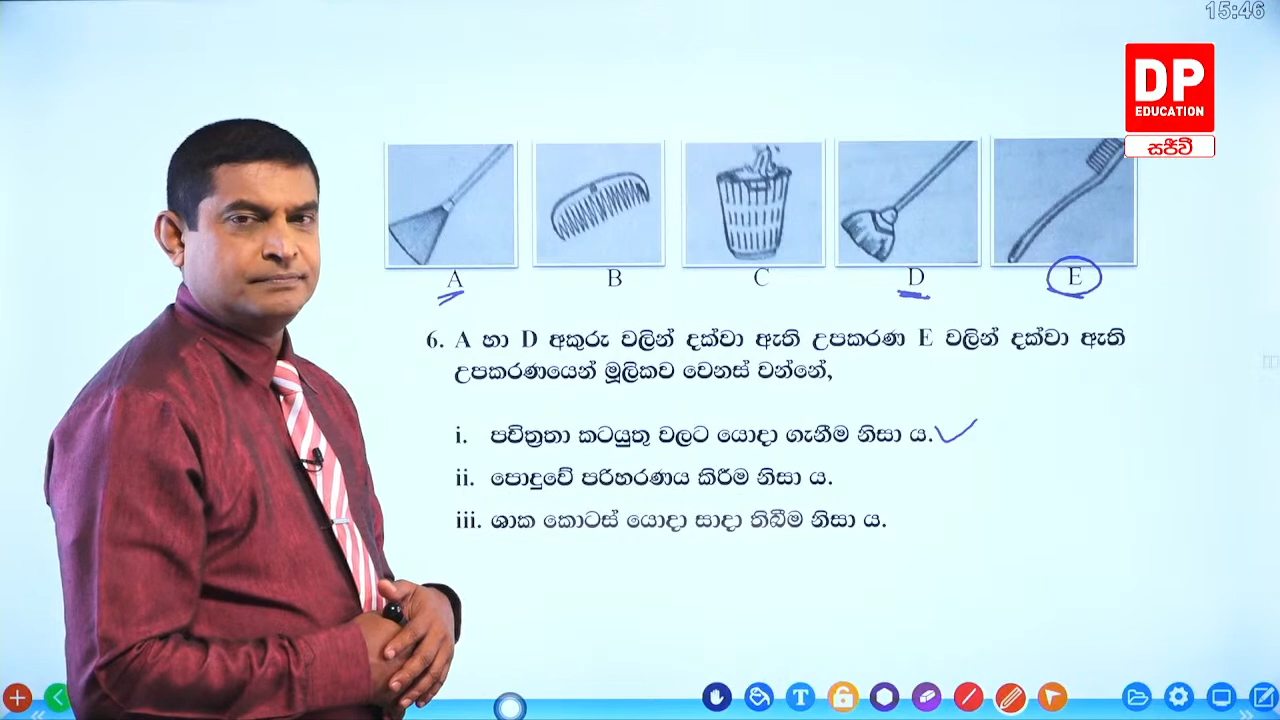 15:46
DP
EDUCATION
සජීවී
A B C D E
6. A හා D අකුරු වලින් දක්වා ඇති උපකරණ E වලින් දක්වා ඇති
උපකරණයෙන් මූලිකව වෙනස් වන්නේ,
i. පවිත්‍රතා කටයුතු වලට යොදා ගැනීම නිසා ය.
ii. පොදුවේ පරිහරණය කිරීම නිසා ය.
iii. ශාක කොටස් යොදා සාදා තිබීම නිසා ය.